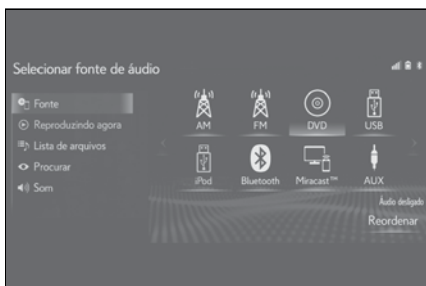 Selecionar fonte de áudio
Fonte
Reproduzindo agora
Lista de arquivos
Procurar
Som
AM FM DVD USB
iPod Bluetooth Miracast™ AUX
Áudio desligado
Reordenar